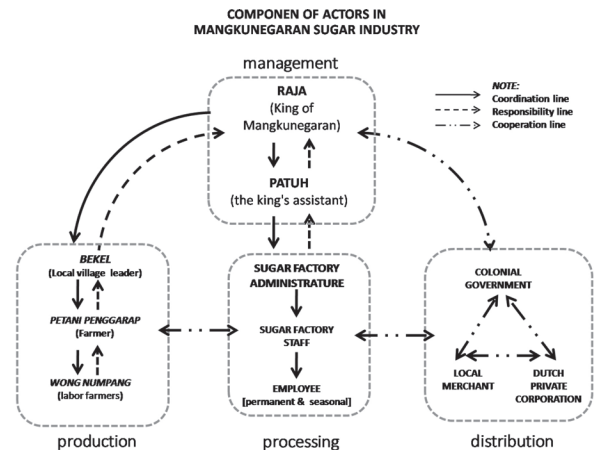 COMPONEN OF ACTORS IN
MANGKUNEGARAN SUGAR INDUSTRY
management
RAJA
(King of
Mangkunegaran)
PATUH
(the king's assistant)
NOTE:
Coordination line
Responsibility line
Cooperation line
BEKEL
(Local village leader)
PETANI PENGGARAP
(Farmer)
WONG NUMPANG
(labor farmers)
production
SUGAR FACTORY
ADMINISTRATURE
SUGAR FACTORY
STAFF
EMPLOYEE
[permanent & seasonal]
processing
COLONIAL
GOVERNMENT
LOCAL
MERCHANT
DUTCH
PRIVATE
CORPORATION
distribution